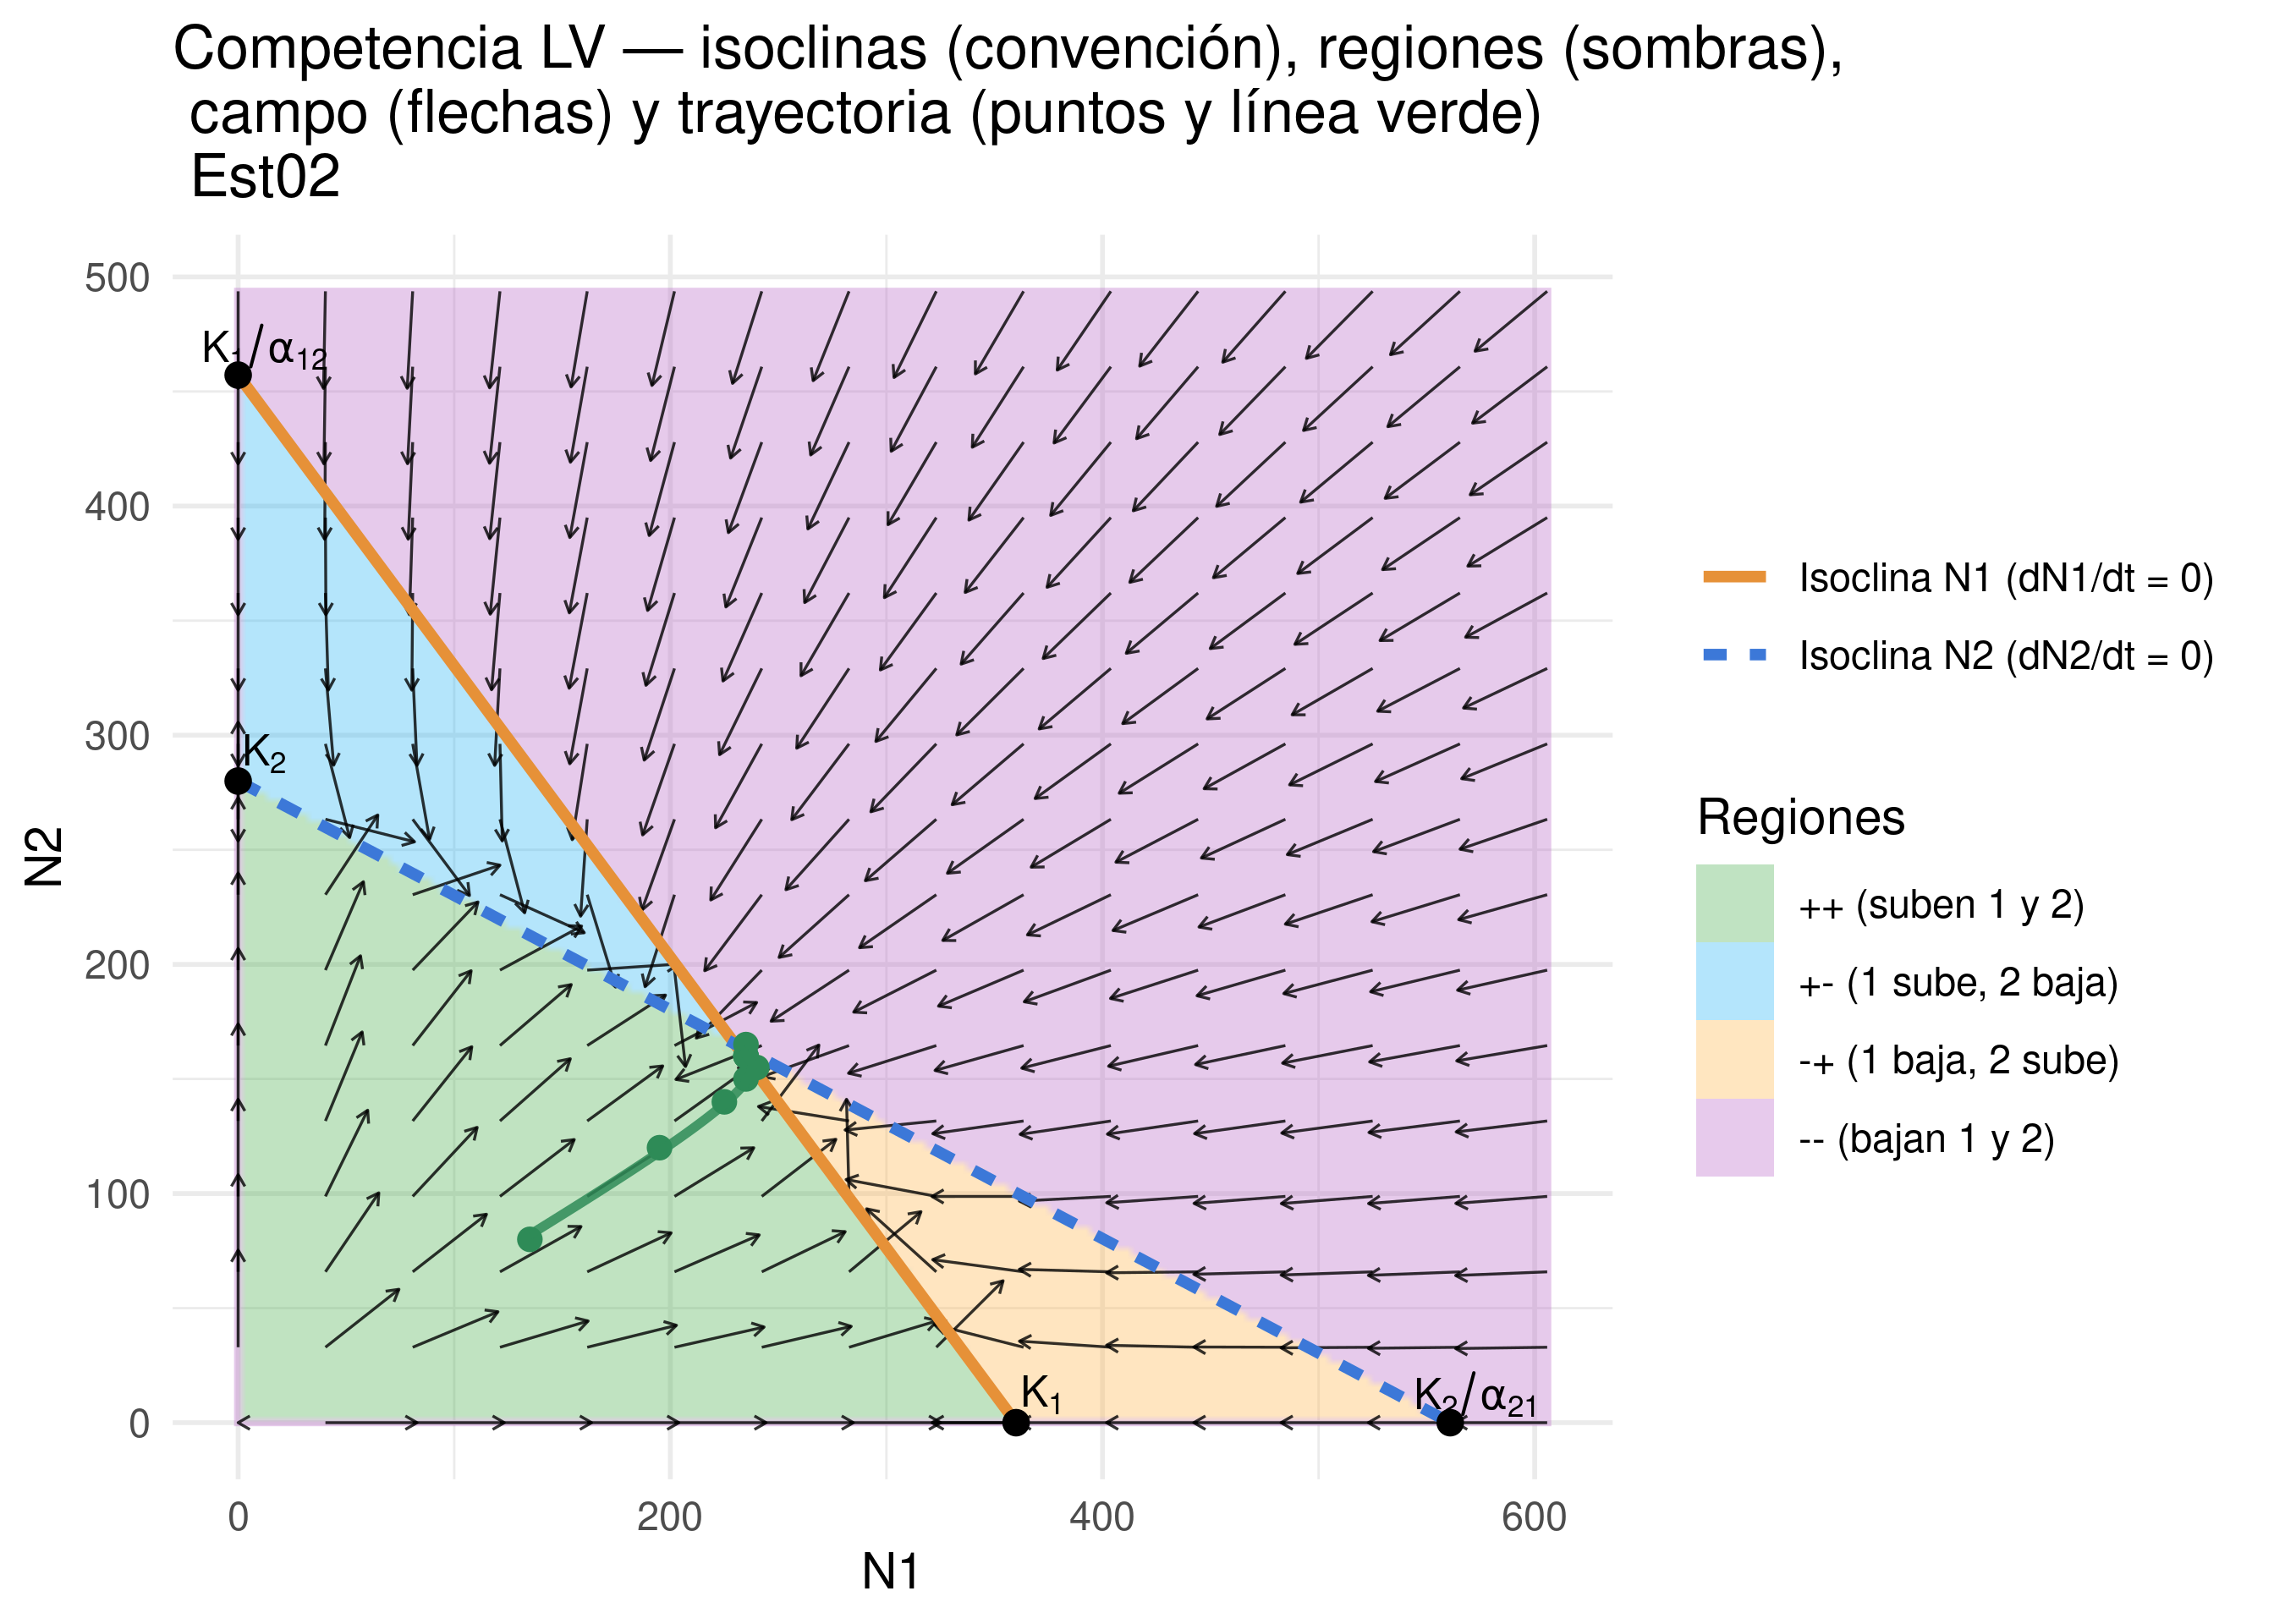 Competencia LV — isoclinas (convención), regiones (sombras),
campo (flechas) y trayectoria (puntos y línea verde)
Est02
500
400
300
200
100
0
N2
K₁/α₁₂
K₂
K₁
K₂/α₂₁
0
200
400
600
N1
Isoclina N1 (dN1/dt = 0)
Isoclina N2 (dN2/dt = 0)
Regiones
++ (suben 1 y 2)
+- (1 sube, 2 baja)
-+ (1 baja, 2 sube)
-- (bajan 1 y 2)